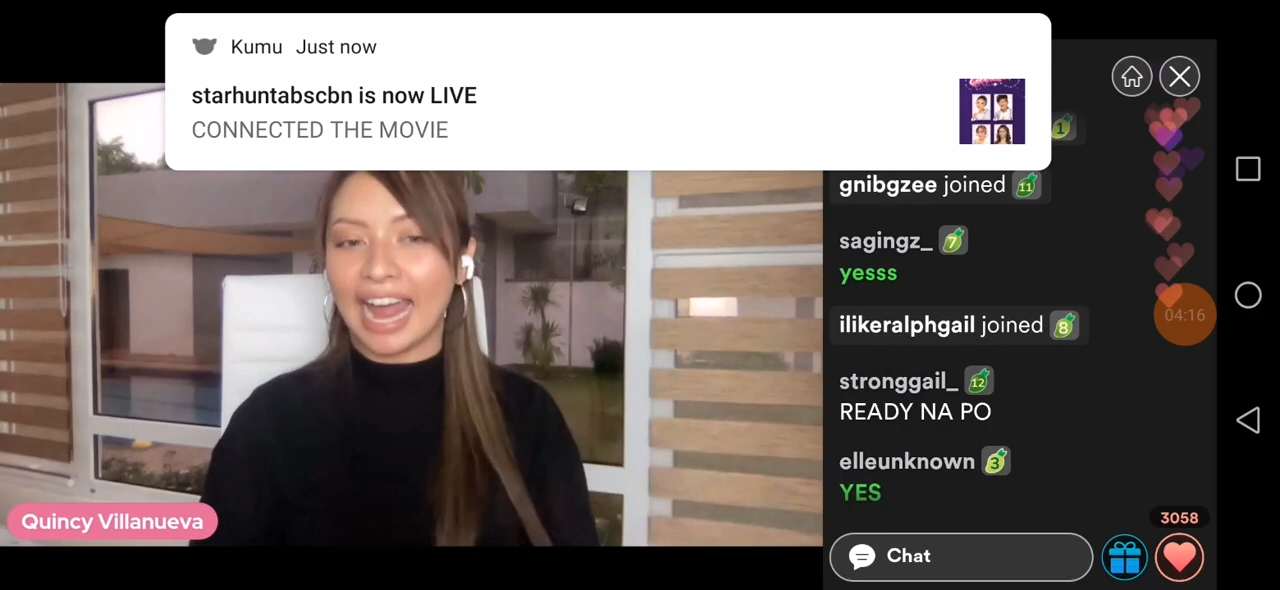 Kumu Just now
starhuntabscbn is now LIVE
CONNECTED THE MOVIE
1
gnibgzee joined 11
sagingz_ 7
yesss
04:16
ilikeralphgail joined 8
stronggail_ 12
READY NA PO
elleunknown 3
YES
Quincy Villanueva
3058
Chat